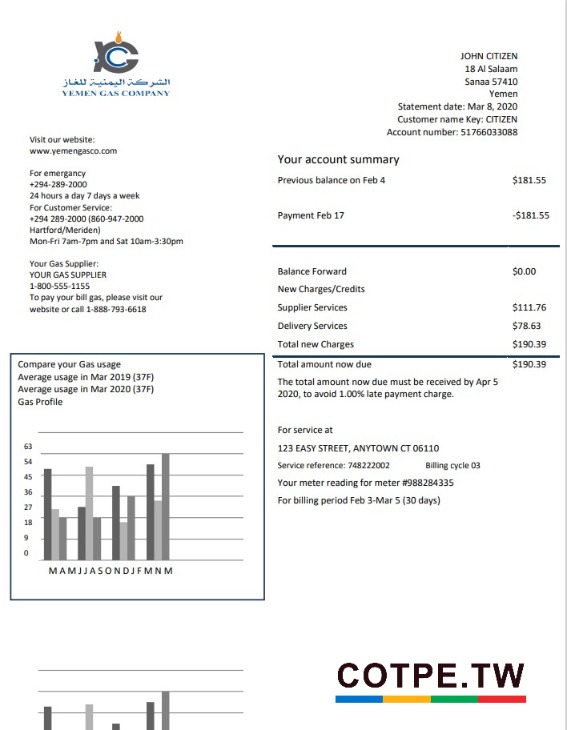 الشركة اليمنية للغاز
YEMEN GAS COMPANY
JOHN CITIZEN
18 Al Salaam
Sanaa 57410
Yemen
Statement date: Mar 8, 2020
Customer name Key: CITIZEN
Account number: 51766033088
Visit our website:
www.yemengasco.com
For emergancy
+294-289-2000
24 hours a day 7 days a week
For Customer Service:
+294 289-2000 (860-947-2000
Hartford/Meriden)
Mon-Fri 7am-7pm and Sat 10am-3:30pm
Your Gas Supplier:
YOUR GAS SUPPLIER
1-800-555-1155
To pay your bill gas, please visit our
website or call 1-888-793-6618
Your account summary
Previous balance on Feb 4 $181.55
Payment Feb 17 -$181.55
Balance Forward $0.00
New Charges/Credits
Supplier Services $111.76
Delivery Services $78.63
Total new Charges $190.39
Total amount now due $190.39
The total amount now due must be received by Apr 5
2020, to avoid 1.00% late payment charge.
For service at
123 EASY STREET, ANYTOWN CT 06110
Service reference: 748222002 Billing cycle 03
Your meter reading for meter #988284335
For billing period Feb 3-Mar 5 (30 days)
Compare your Gas usage
Average usage in Mar 2019 (37F)
Average usage in Mar 2020 (37F)
Gas Profile
63
54
45
36
27
18
9
0
M A M J J A S O N D J F M N M
COTPE.TW